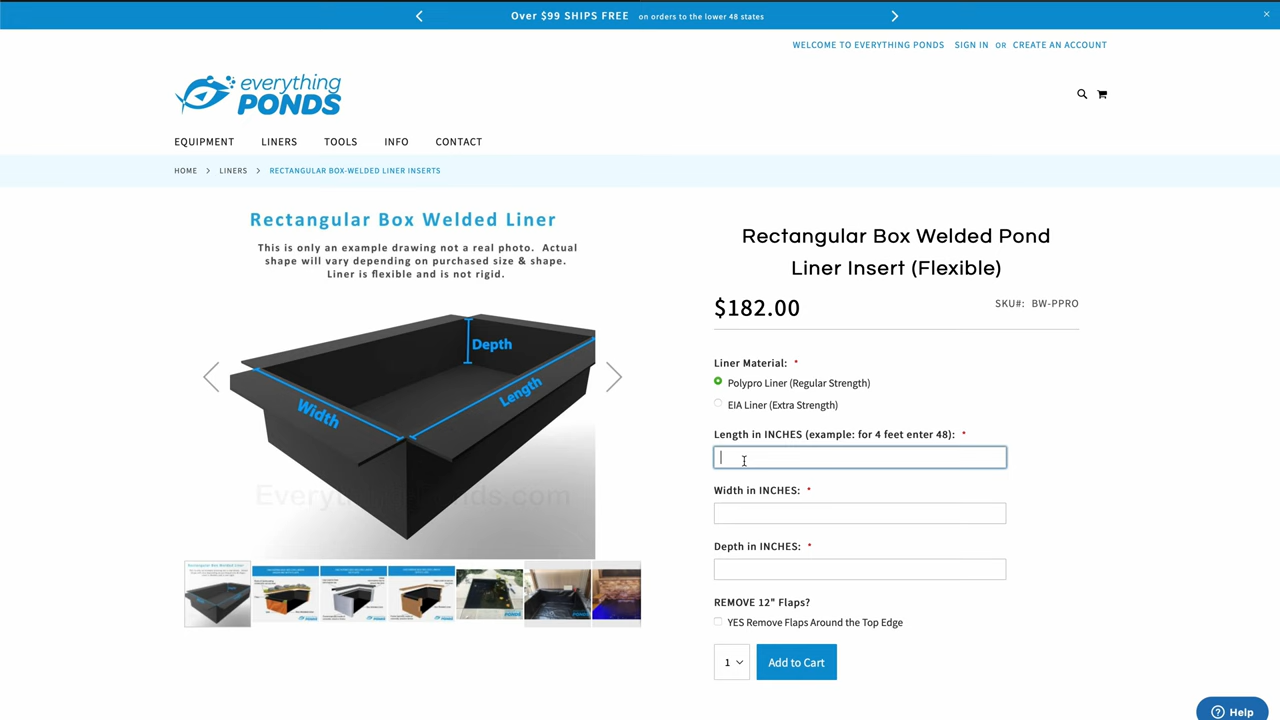 Over $99 SHIPS FREE on orders to the lower 48 states
WELCOME TO EVERYTHING PONDS SIGN IN OR CREATE AN ACCOUNT
everything
PONDS
EQUIPMENT LINERS TOOLS INFO CONTACT
HOME > LINERS > RECTANGULAR BOX-WELDED LINER INSERTS
Rectangular Box Welded Liner
This is only an example drawing not a real photo. Actual
shape will vary depending on purchased size & shape.
Liner is flexible and is not rigid.
Depth
Width
Length
Rectangular Box Welded Pond
Liner Insert (Flexible)
$182.00
SKU#: BW-PPRO
Liner Material: *
Polypro Liner (Regular Strength)
EIA Liner (Extra Strength)
Length in INCHES (example: for 4 feet enter 48): *
Width in INCHES: *
Depth in INCHES: *
REMOVE 12" Flaps?
YES Remove Flaps Around the Top Edge
1
Add to Cart
Help